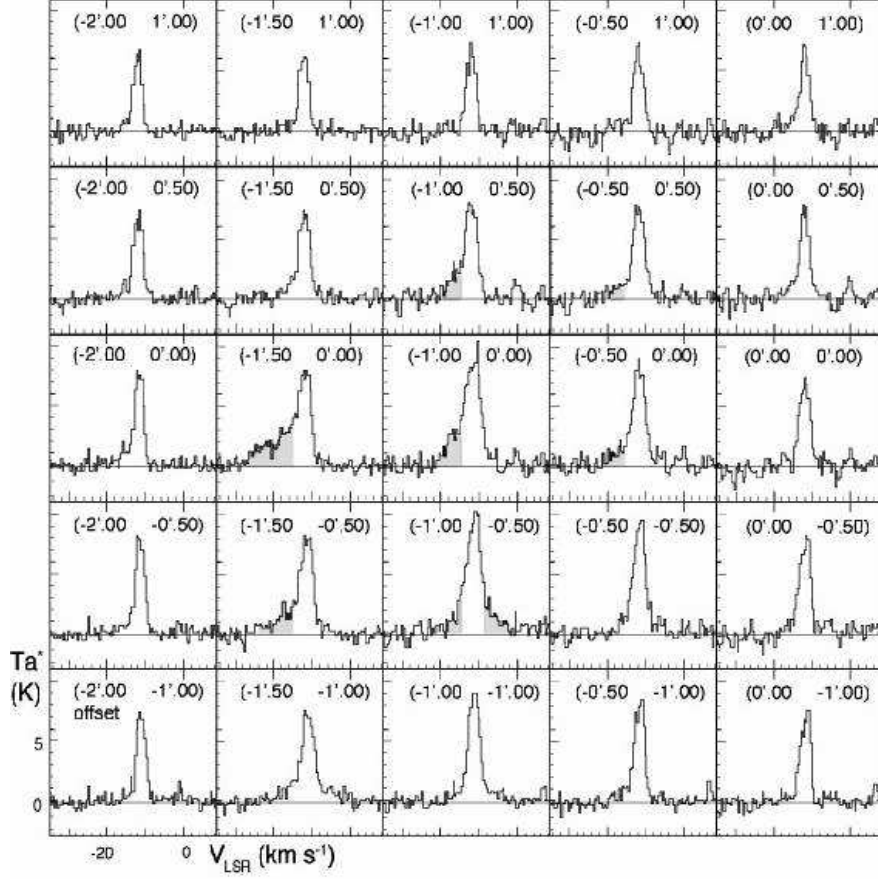 (-2'.00 1'.00) (-1'.50 1'.00) (-1'.00 1'.00) (-0'.50 1'.00) (0'.00 1'.00)
(-2'.00 0'.50) (-1'.50 0'.50) (-1'.00 0'.50) (-0'.50 0'.50) (0'.00 0'.50)
(-2'.00 0'.00) (-1'.50 0'.00) (-1'.00 0'.00) (-0'.50 0'.00) (0'.00 0'.00)
(-2'.00 -0'.50) (-1'.50 -0'.50) (-1'.00 -0'.50) (-0'.50 -0'.50) (0'.00 -0'.50)
Ta*
(K)
(-2'.00 -1'.00) (-1'.50 -1'.00) (-1'.00 -1'.00) (-0'.50 -1'.00) (0'.00 -1'.00)
offset
5
0
-20 0 V_LSR (km s⁻¹)